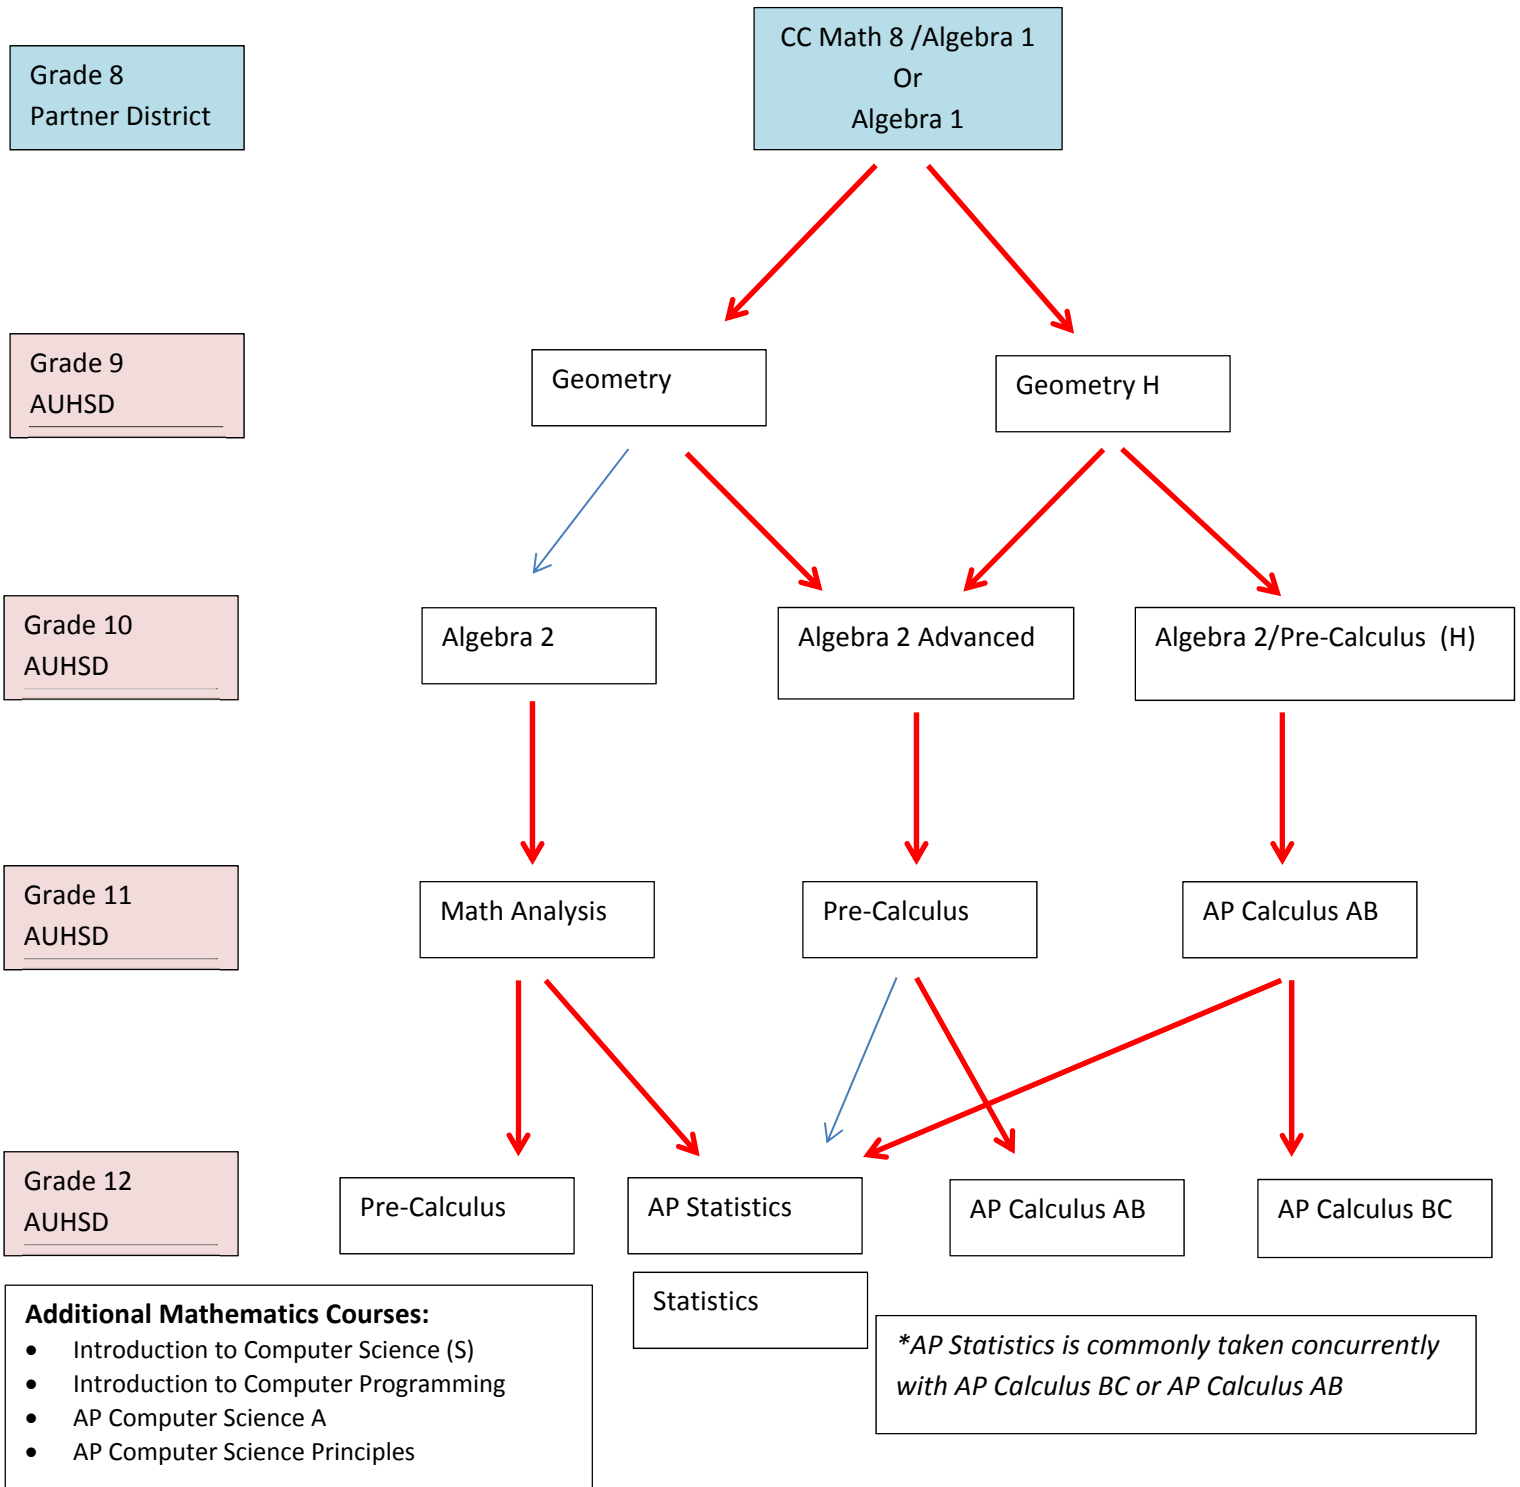 Grade 8
Partner District
CC Math 8 /Algebra 1
Or
Algebra 1
Grade 9
AUHSD
Geometry
Geometry H
Grade 10
AUHSD
Algebra 2
Algebra 2 Advanced
Algebra 2/Pre-Calculus  (H)
Grade 11
AUHSD
Math Analysis
Pre-Calculus
AP Calculus AB
Grade 12
AUHSD
Pre-Calculus
AP Statistics
AP Calculus AB
AP Calculus BC
Statistics
Additional Mathematics Courses:
• Introduction to Computer Science (S)
• Introduction to Computer Programming
• AP Computer Science A
• AP Computer Science Principles
*AP Statistics is commonly taken concurrently
with AP Calculus BC or AP Calculus AB